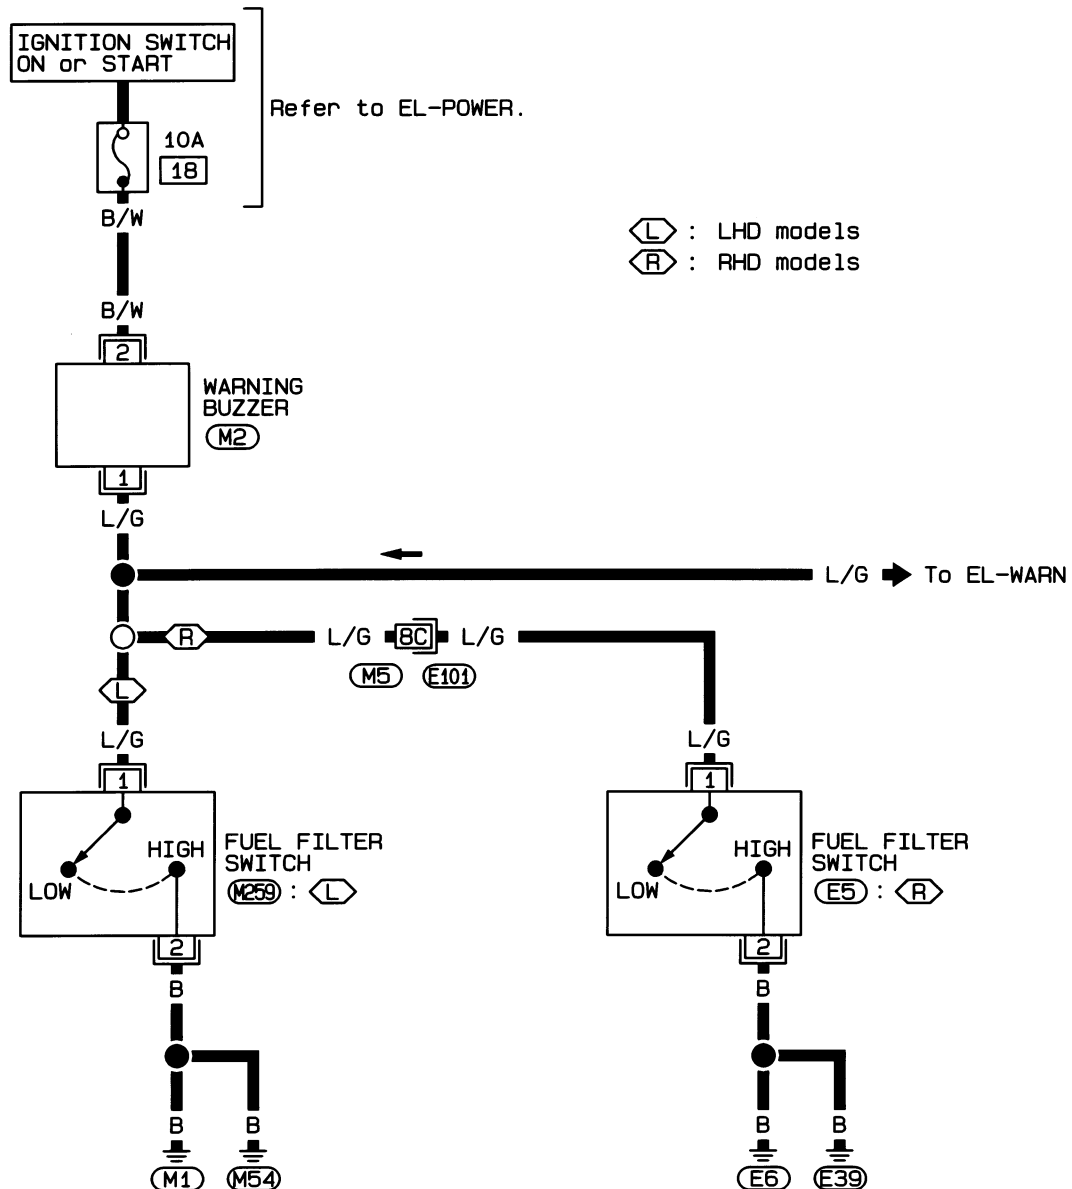 IGNITION SWITCH
ON or START
Refer to EL-POWER.
10A
18
B/W
L : LHD models
R : RHD models
B/W
2
WARNING
BUZZER
M2
1
L/G
L/G To EL-WARN
R L/G 8C L/G
M5 E101
L
L/G L/G
1 1
HIGH
LOW
FUEL FILTER
SWITCH
M259 : L
HIGH
LOW
FUEL FILTER
SWITCH
E5 : R
2 2
B B
B B B B
M1 M54 E6 E39